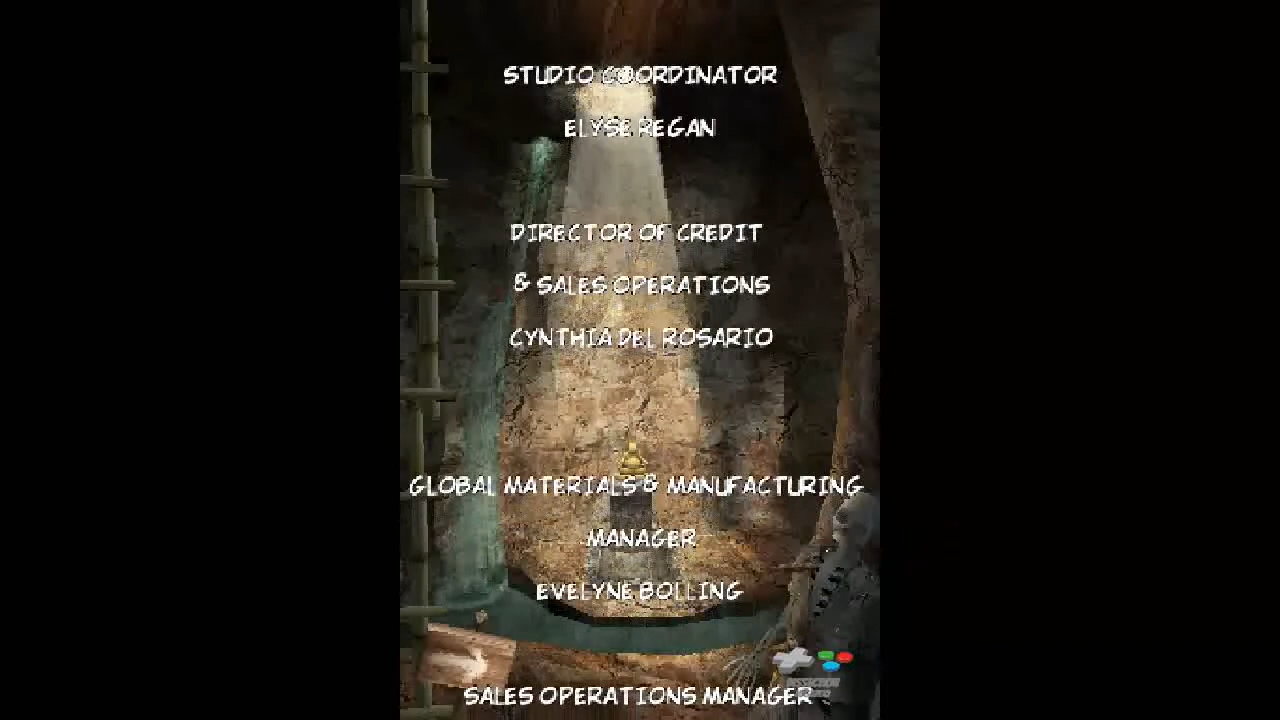 STUDIO COORDINATOR
ELYSE REGAN
DIRECTOR OF CREDIT
& SALES OPERATIONS
CYNTHIA DEL ROSARIO
GLOBAL MATERIALS & MANUFACTURING
MANAGER
EVELYNE BOLLING
SALES OPERATIONS MANAGER